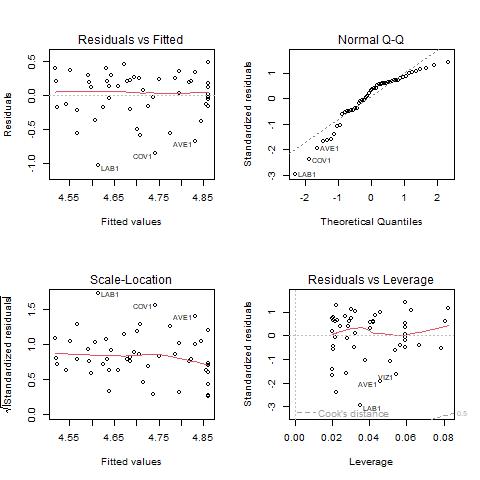 Residuals vs Fitted
Residuals
-1.0 -0.5 0.0 0.5
AVE1
COV1
LAB1
4.55 4.65 4.75 4.85
Fitted values
Normal Q-Q
Standardized residuals
-3 -2 -1 0 1
AVE1
COV1
LAB1
-2 -1 0 1 2
Theoretical Quantiles
Scale-Location
√|Standardized residuals|
0.0 0.5 1.0 1.5
LAB1
COV1
AVE1
4.55 4.65 4.75 4.85
Fitted values
Residuals vs Leverage
Standardized residuals
-3 -2 -1 0 1
VIZ1
AVE1
LAB1
Cook's distance
0.5
0.00 0.02 0.04 0.06 0.08
Leverage